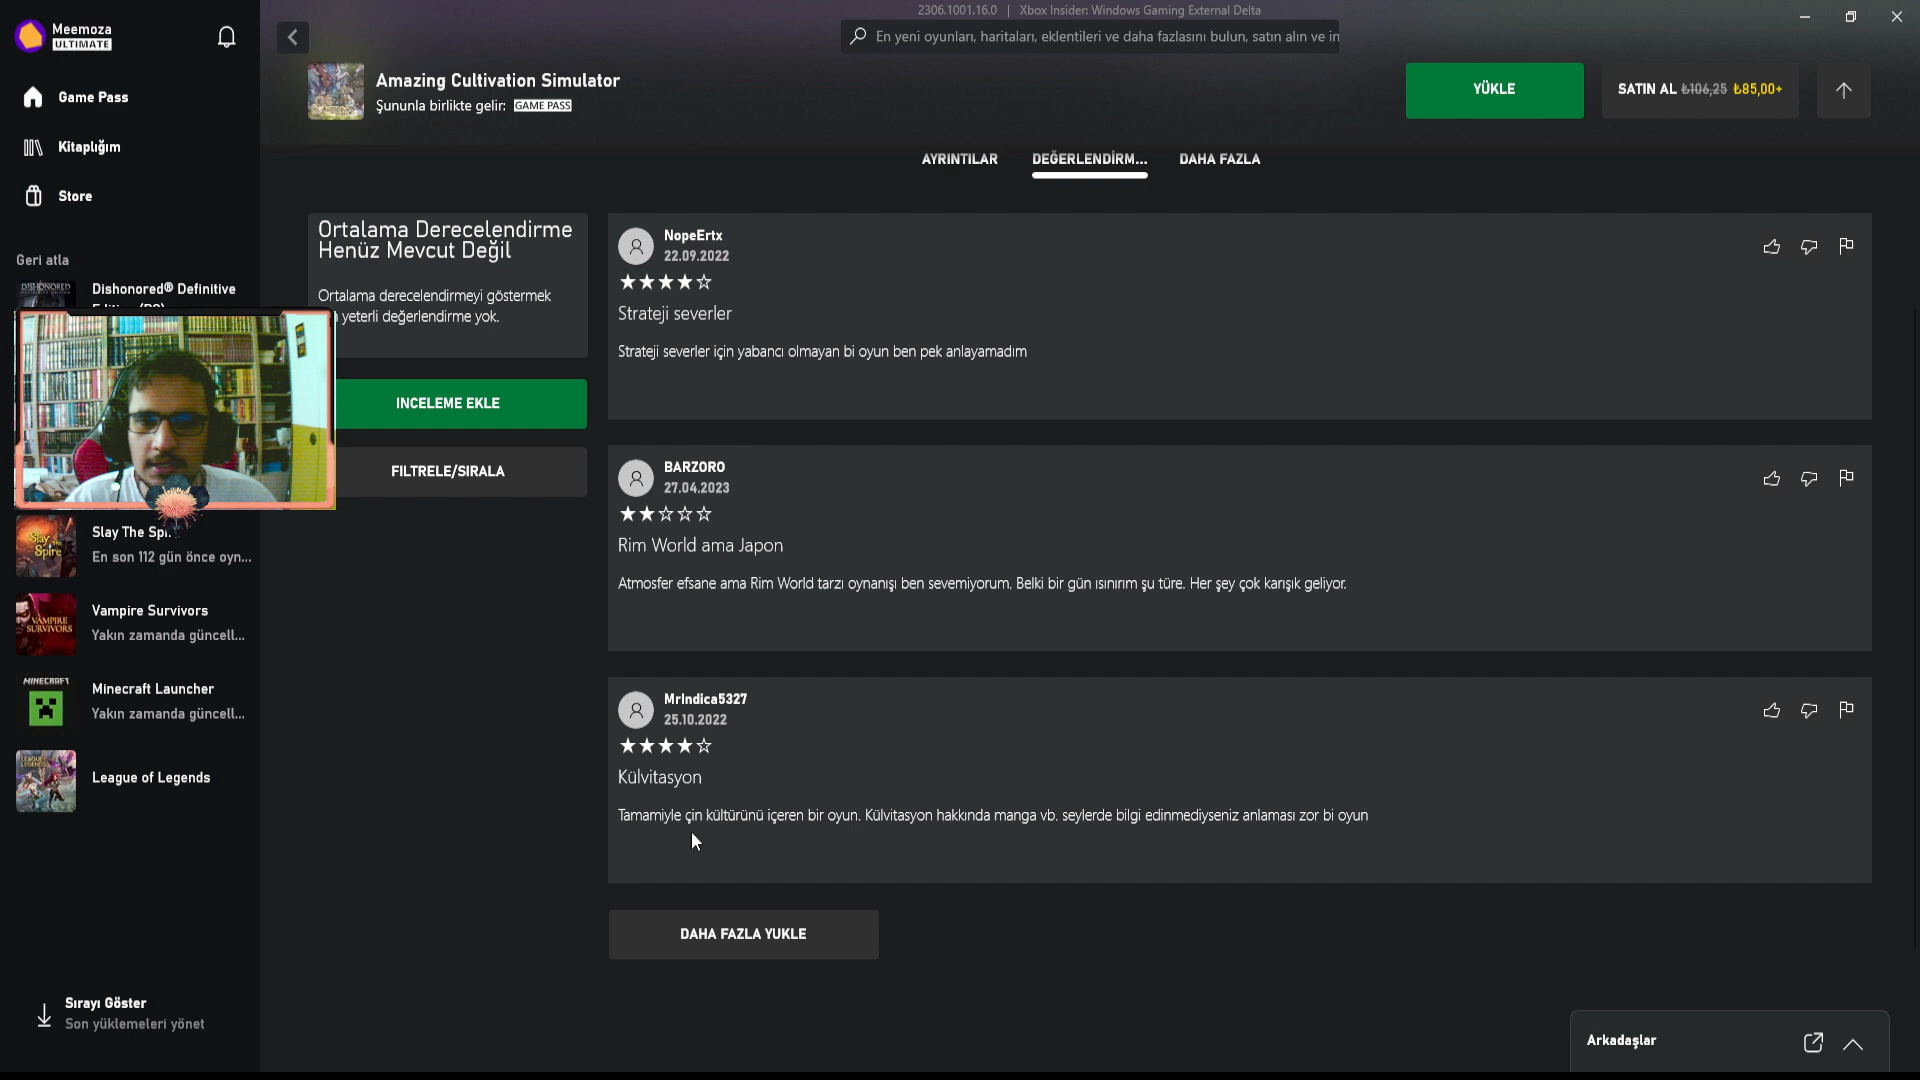 2306.1001.16.0 | Xbox Insider: Windows Gaming External Delta
Meemoza
ULTIMATE
En yeni oyunları, haritaları, eklentileri ve daha fazlasını bulun, satın alın ve in
Game Pass
Kitaplığım
Store
Geri atla
DISHONORED
Dishonored® Definitive
Slay the Spire
Slay The Spi
En son 112 gün önce oyn...
VAMPIRE SURVIVORS
Vampire Survivors
Yakın zamanda güncell...
MINECRAFT
Minecraft Launcher
Yakın zamanda güncell...
League of Legends
Sırayı Göster
Son yüklemeleri yönet
Amazing Cultivation Simulator
Şununla birlikte gelir: GAME PASS
YÜKLE
SATIN AL ₺106,25 ₺85,00+
AYRINTILAR DEĞERLENDİRM... DAHA FAZLA
Ortalama Derecelendirme
Henüz Mevcut Değil
Ortalama derecelendirmeyi göstermek
yeterli değerlendirme yok.
INCELEME EKLE
FILTRELE/SIRALA
NopeErtx
22.09.2022
Strateji severler
Strateji severler için yabancı olmayan bi oyun ben pek anlayamadım
BARZORO
27.04.2023
Rim World ama Japon
Atmosfer efsane ama Rim World tarzı oynanışı ben sevemiyorum. Belki bir gün ısınırım şu türe. Her şey çok karışık geliyor.
MrIndica5327
25.10.2022
Külvitasyon
Tamamiyle çin kültürünü içeren bir oyun. Külvitasyon hakkında manga vb. seylerde bilgi edinmediyseniz anlaması zor bi oyun
DAHA FAZLA YUKLE
Arkadaşlar